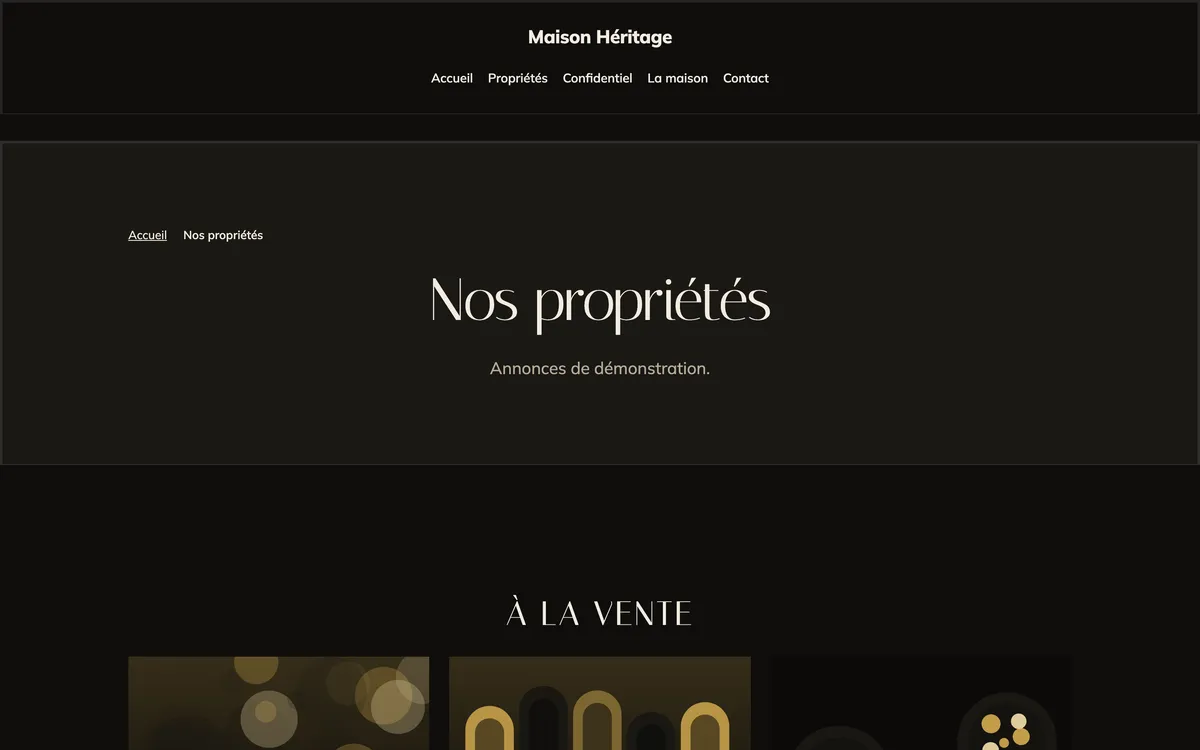 Maison Héritage
Accueil Propriétés Confidentiel La maison Contact
Accueil Nos propriétés
Nos propriétés
Annonces de démonstration.
À LA VENTE